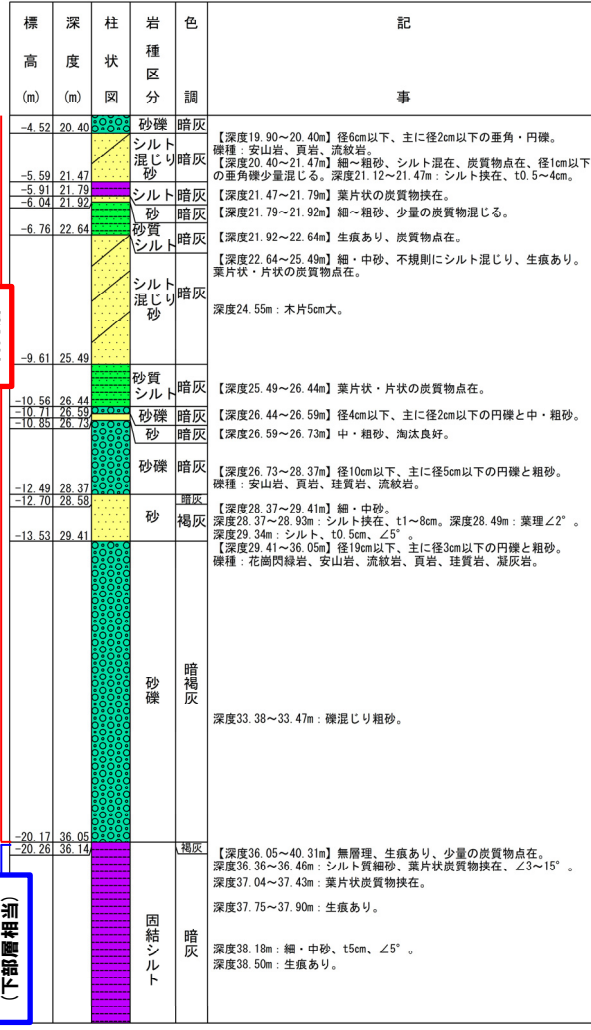 標高(m)
深度(m)
柱状図
岩種区分
色調
記事
-4.52 20.40 砂礫 暗灰
【深度19.90～20.40m】径6cm以下、主に径2cm以下の亜角・円礫。
礫種：安山岩、頁岩、流紋岩。
-5.59 21.47 シルト混じり砂 暗灰
【深度20.40～21.47m】細～粗砂、シルト混在、炭質物点在、径1cm以下
の亜角礫少量混じる。深度21.12～21.47m：シルト挟在、t0.5～4cm。
-5.91 21.79 シルト 暗灰
【深度21.47～21.79m】葉片状の炭質物挟在。
-6.04 21.92 砂 暗灰
【深度21.79～21.92m】細～粗砂、少量の炭質物混じる。
-6.76 22.64 砂質シルト 暗灰
【深度21.92～22.64m】生痕あり、炭質物点在。
-9.61 25.49 シルト混じり砂 暗灰
【深度22.64～25.49m】細・中砂、不規則にシルト混じり、生痕あり。
葉片状・片状の炭質物点在。
深度24.55m：木片5cm大。
-10.56 26.44 砂質シルト 暗灰
【深度25.49～26.44m】葉片状・片状の炭質物点在。
-10.71 26.59 砂礫 暗灰
【深度26.44～26.59m】径4cm以下、主に径2cm以下の円礫と中・粗砂。
-10.85 26.73 砂 暗灰
【深度26.59～26.73m】中・粗砂、淘汰良好。
-12.49 28.37 砂礫 暗灰
【深度26.73～28.37m】径10cm以下、主に径5cm以下の円礫と粗砂。
礫種：安山岩、頁岩、珪質岩、流紋岩。
-12.70 28.58 暗灰
-13.53 29.41 砂 褐灰
【深度28.37～29.41m】細・中砂。
深度28.37～28.93m：シルト挟在、t1～8cm。深度28.49m：葉理∠2°。
深度29.34m：シルト、t0.5cm、∠5°。
【深度29.41～36.05m】径19cm以下、主に径3cm以下の円礫と粗砂。
礫種：花崗閃緑岩、安山岩、流紋岩、頁岩、珪質岩、凝灰岩。
砂礫 暗褐灰
深度33.38～33.47m：礫混じり粗砂。
-20.17 36.05
-20.26 36.14 褐灰
【深度36.05～40.31m】無層理、生痕あり、少量の炭質物点在。
深度36.36～36.46m：シルト質細砂、葉片状炭質物挟在、∠3～15°。
深度37.04～37.43m：葉片状炭質物挟在。
深度37.75～37.90m：生痕あり。
固結シルト 暗灰
深度38.18m：細・中砂、t5cm、∠5°。
深度38.50m：生痕あり。
(下部層相当)